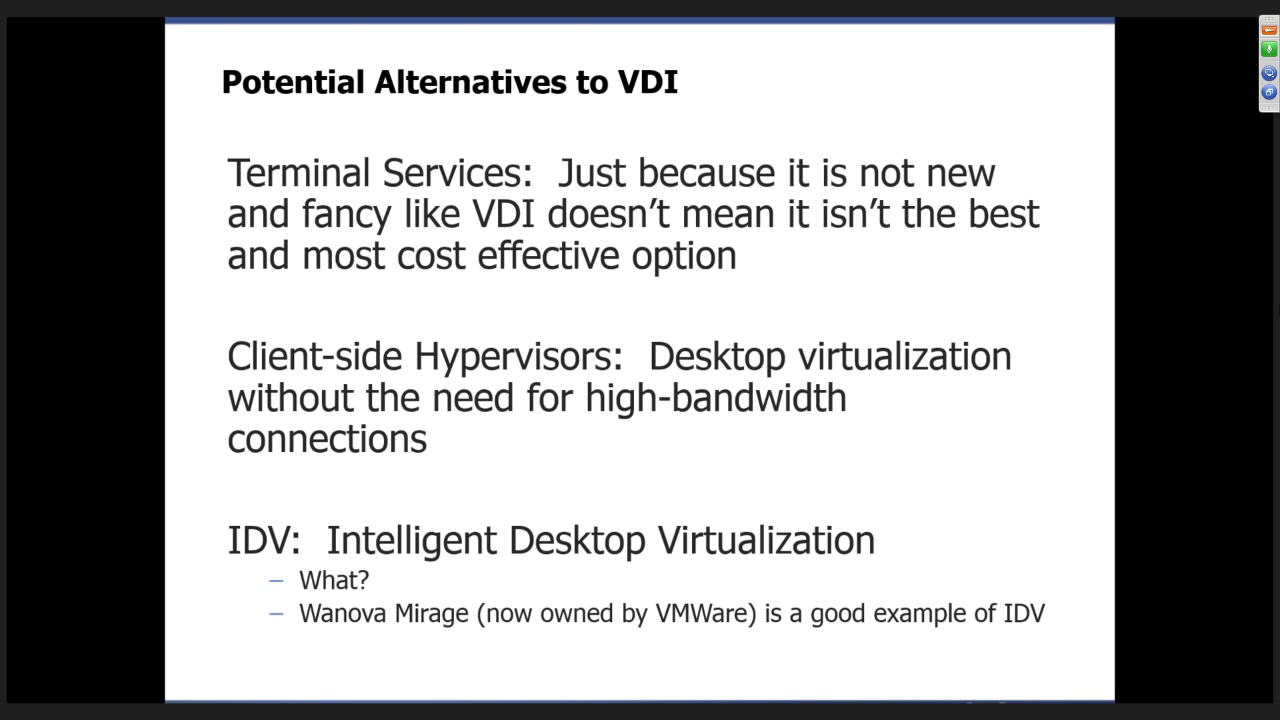 Potential Alternatives to VDI
Terminal Services:  Just because it is not new
and fancy like VDI doesn’t mean it isn’t the best
and most cost effective option
Client-side Hypervisors:  Desktop virtualization
without the need for high-bandwidth
connections
IDV:  Intelligent Desktop Virtualization
– What?
– Wanova Mirage (now owned by VMWare) is a good example of IDV